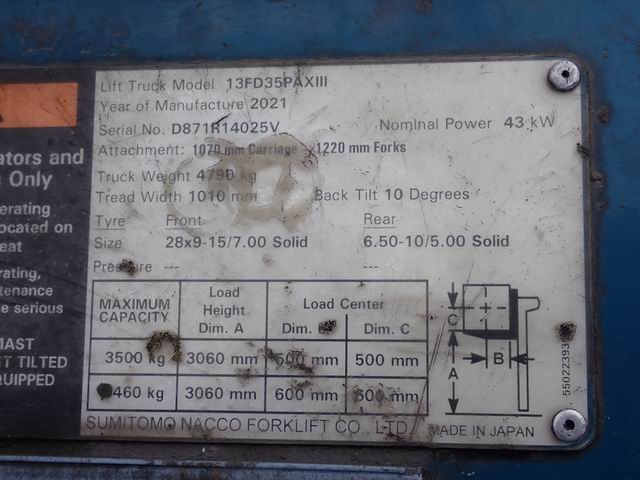 Lift Truck Model 13FD35PAXIII
Year of Manufacture 2021
Serial No. D871R14025V Nominal Power 43 kW
Attachment: 1070 mm Carriage 1220 mm Forks
Truck Weight 4790 kg
Tread Width 1010 mm Back Tilt 10 Degrees
Tyre Front Rear
Size 28x9-15/7.00 Solid 6.50-10/5.00 Solid
Pressure --- ---
MAXIMUM CAPACITY
Load Height Dim. A
Load Center
Dim. Dim. C
3500 kg 3060 mm 500 mm 500 mm
460 kg 3060 mm 600 mm 600 mm
SUMITOMO NACCO FORKLIFT CO., LTD.
MADE IN JAPAN
A
B
C
ators and
s Only
erating
ocated on
eat
rating,
tenance
e serious
MAST
T TILTED
QUIPPED